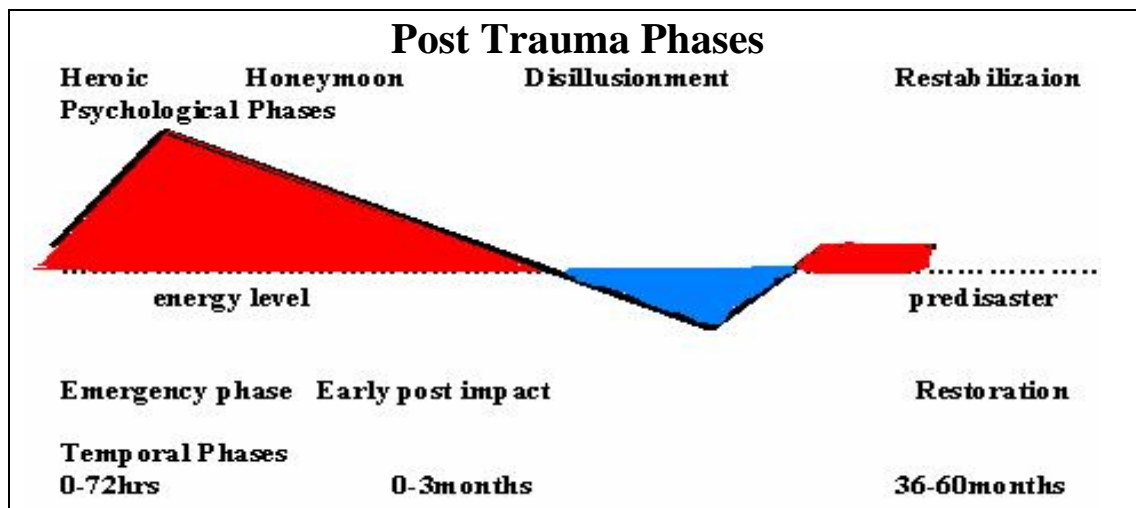 Post Trauma Phases
Heroic Honeymoon Disillusionment Restabilizaion
Psychological Phases
energy level predisaster
Emergency phase Early post impact Restoration
Temporal Phases
0-72hrs 0-3months 36-60months